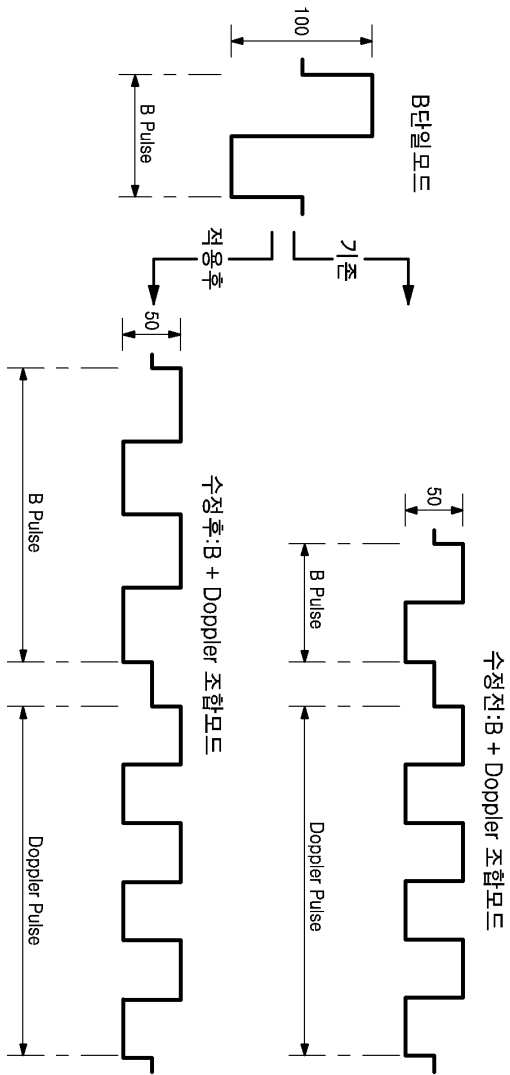 B단일모드
100
B Pulse
기존
적용후
수정전:B + Doppler 조합모드
50
B Pulse
Doppler Pulse
수정후:B + Doppler 조합모드
50
B Pulse
Doppler Pulse